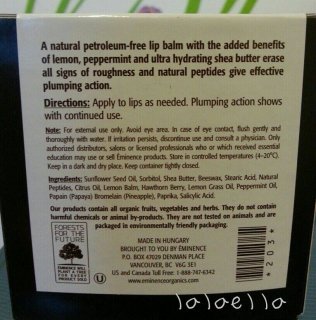 A natural petroleum-free lip balm with the added benefits
of lemon, peppermint and ultra hydrating shea butter erase
all signs of roughness and natural peptides give effective
plumping action.
Directions: Apply to lips as needed. Plumping action shows
with continued use.
Note: For external use only. Avoid eye area. In case of eye contact, flush gently and
thoroughly with water. If irritation persists, discontinue use and consult a physician. Only
authorized distributors, salons or licensed professionals who or which received essential
education may use or sell Eminence products. Store in controlled temperatures (4-20°C).
Keep in a dark and dry place. Keep container tightly closed.
Ingredients: Sunflower Seed Oil, Sorbitol, Shea Butter, Beeswax, Stearic Acid, Natural
Peptides, Citrus Oil, Lemon Balm, Hawthorn Berry, Lemon Grass Oil, Peppermint Oil,
Papain (Papaya) Bromelian (Pineapple), Paprika, Salicylic Acid.
Our products contain all organic fruits, vegetables and herbs. They do not contain
harmful chemicals or animal by-products. They are not tested on animals and are
packaged in environmentally friendly packaging.
FORESTS
FOR THE
FUTURE
EMINENCE WILL
PLANT A TREE
FOR EVERY
PRODUCT SOLD
U
MADE IN HUNGARY
BROUGHT TO YOU BY ÉMINENCE
P.O. BOX 47029 DENMAN PLACE
VANCOUVER, BC V6G 3E1
US and Canada Toll Free: 1-888-747-6342
www.eminenceorganics.com
*203*
lalaella